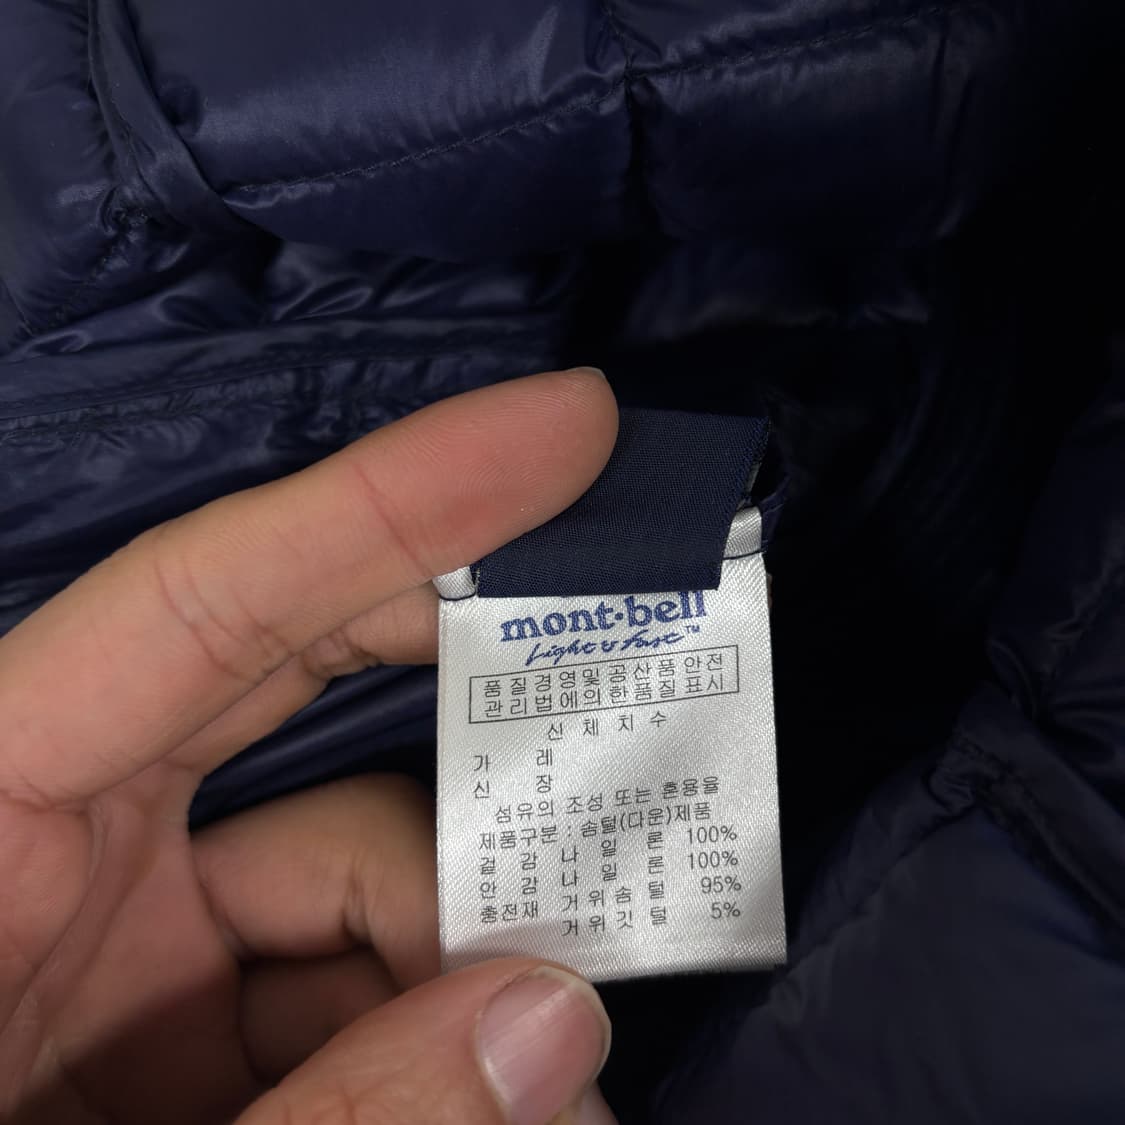 mont·bell
Light & Fast™
품질경영및공산품안전
관리법에의한품질표시
신체치수
가 레
신 장
섬유의 조성 또는 혼용율
제품구분 : 솜털(다운)제품
겉 감 나 일 론 100%
안 감 나 일 론 100%
충전재 거위솜털 95%
거위깃털 5%